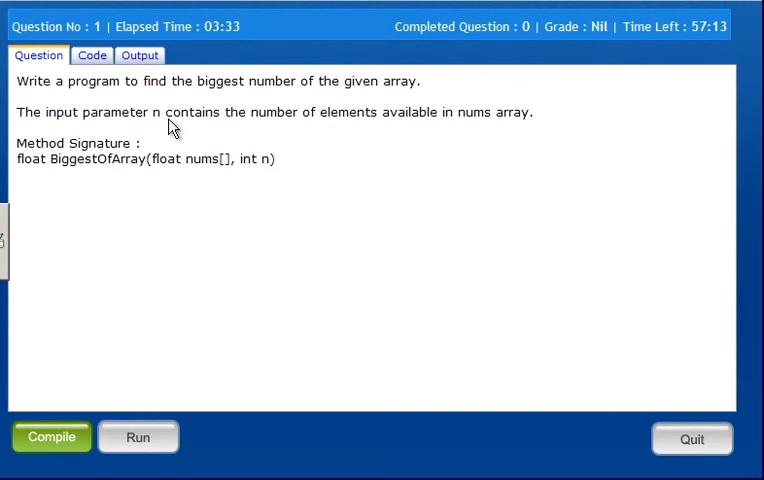 Question No : 1 | Elapsed Time : 03:33 Completed Question : 0 | Grade : Nil | Time Left : 57:13
Question Code Output
Write a program to find the biggest number of the given array.
The input parameter n contains the number of elements available in nums array.
Method Signature :
float BiggestOfArray(float nums[], int n)
Compile Run Quit